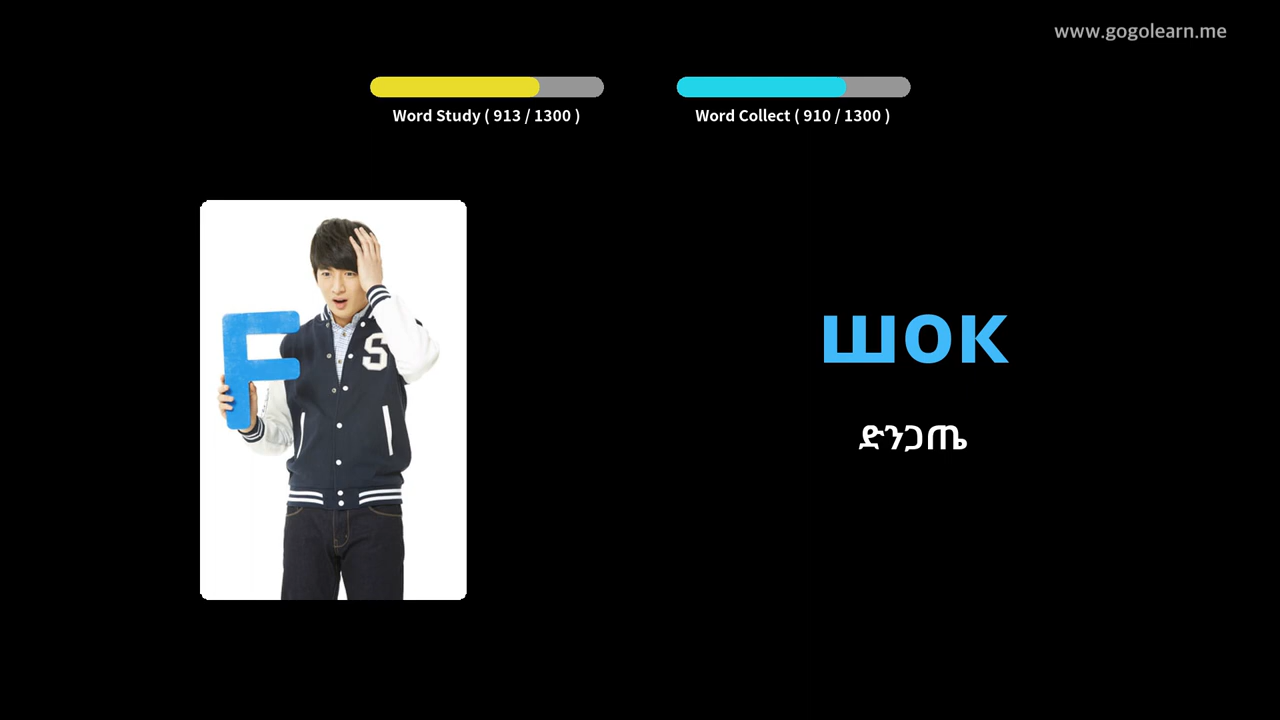 www.gogolearn.me
Word Study ( 913 / 1300 )
Word Collect ( 910 / 1300 )
F
S
шок
ድንጋጤ